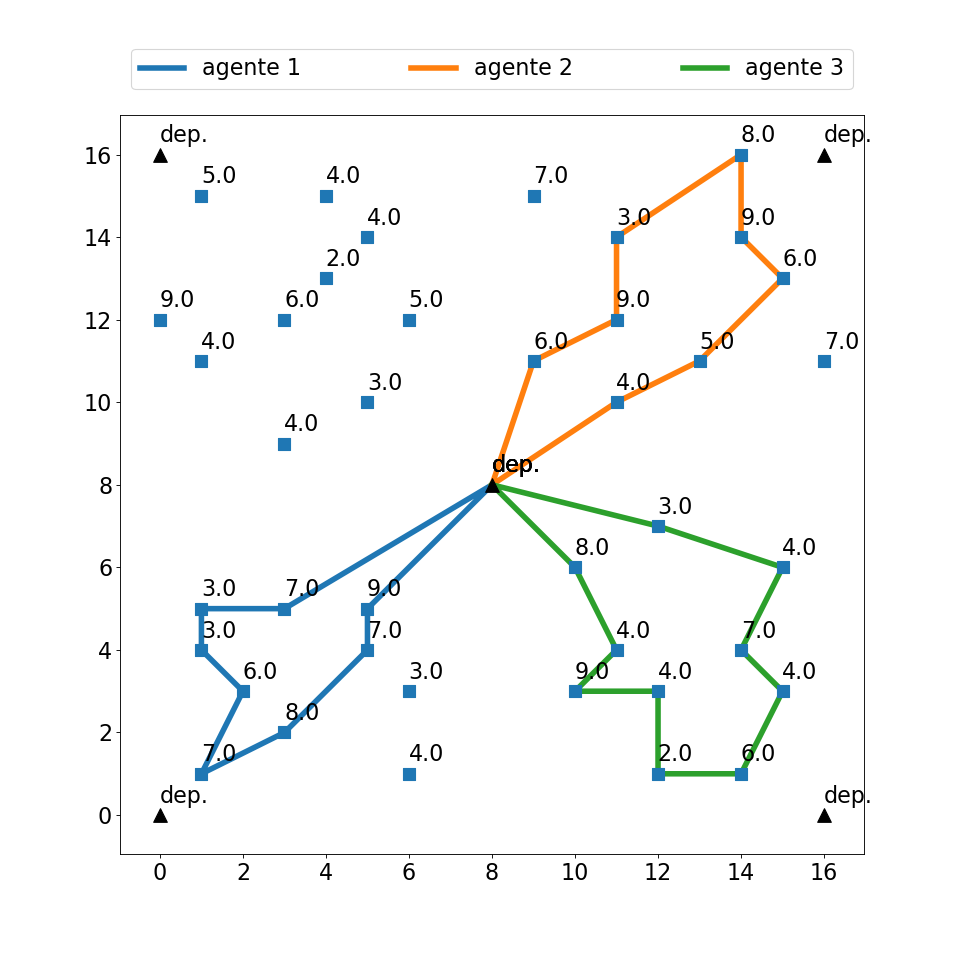 agente 1 agente 2 agente 3
dep. 8.0 dep.
16
5.0 4.0 7.0
4.0 3.0 9.0
14
2.0 6.0
9.0 6.0 5.0 9.0
12
4.0 6.0 5.0 7.0
3.0 4.0
10
4.0
dep. dep.
8
3.0
8.0 4.0
6
3.0 7.0 9.0
3.0 7.0 4.0 7.0
4
6.0 3.0 9.0 4.0 4.0
8.0
2
7.0 4.0 2.0 6.0
dep. dep.
0
0 2 4 6 8 10 12 14 16